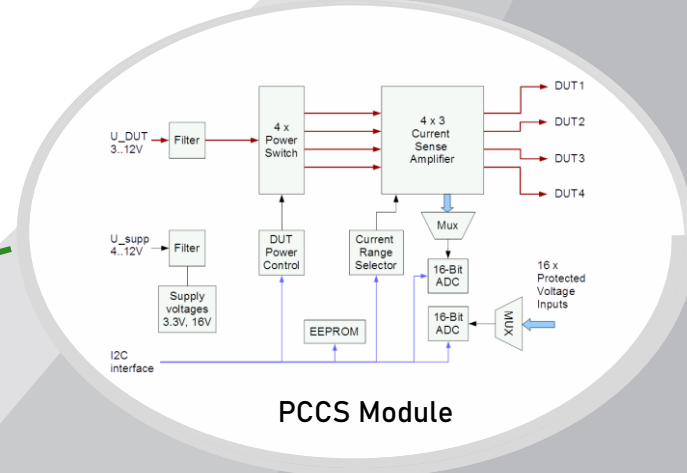 U_DUT
3..12V
Filter
4 x
Power
Switch
4 x 3
Current
Sense
Amplifier
DUT1
DUT2
DUT3
DUT4
U_supp
4..12V
Filter
Supply
voltages
3.3V, 16V
DUT
Power
Control
Current
Range
Selector
Mux
16-Bit
ADC
16-Bit
ADC
MUX
16 x
Protected
Voltage
Inputs
EEPROM
I2C
interface
PCCS Module